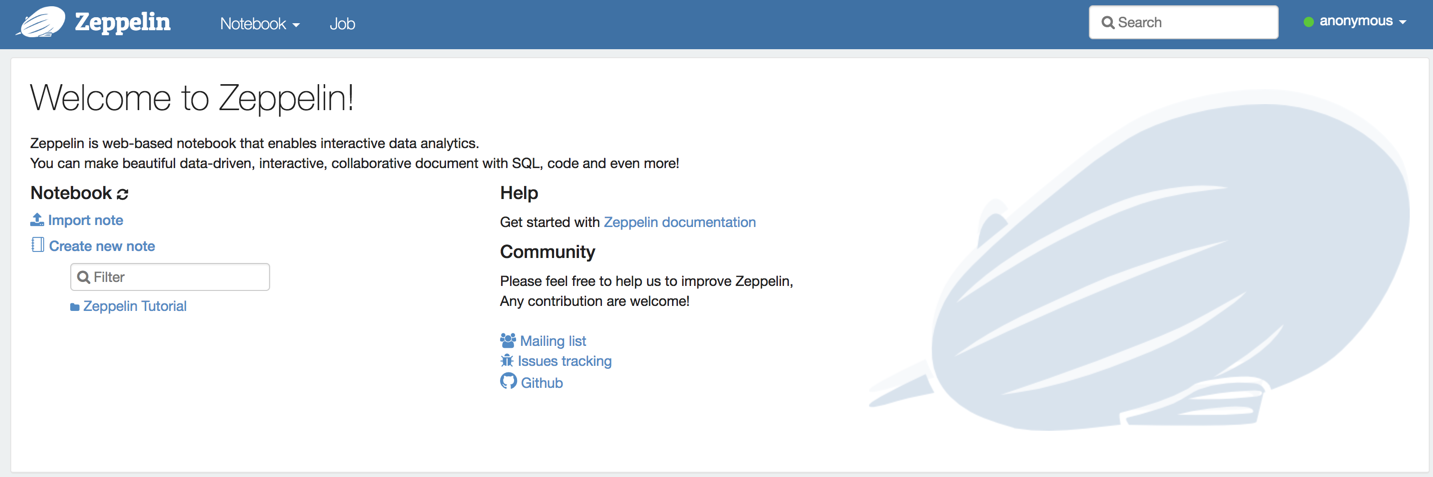 Zeppelin
Notebook
Job
Search
anonymous
Welcome to Zeppelin!
Zeppelin is web-based notebook that enables interactive data analytics.
You can make beautiful data-driven, interactive, collaborative document with SQL, code and even more!
Notebook
Import note
Create new note
Filter
Zeppelin Tutorial
Help
Get started with Zeppelin documentation
Community
Please feel free to help us to improve Zeppelin,
Any contribution are welcome!
Mailing list
Issues tracking
Github